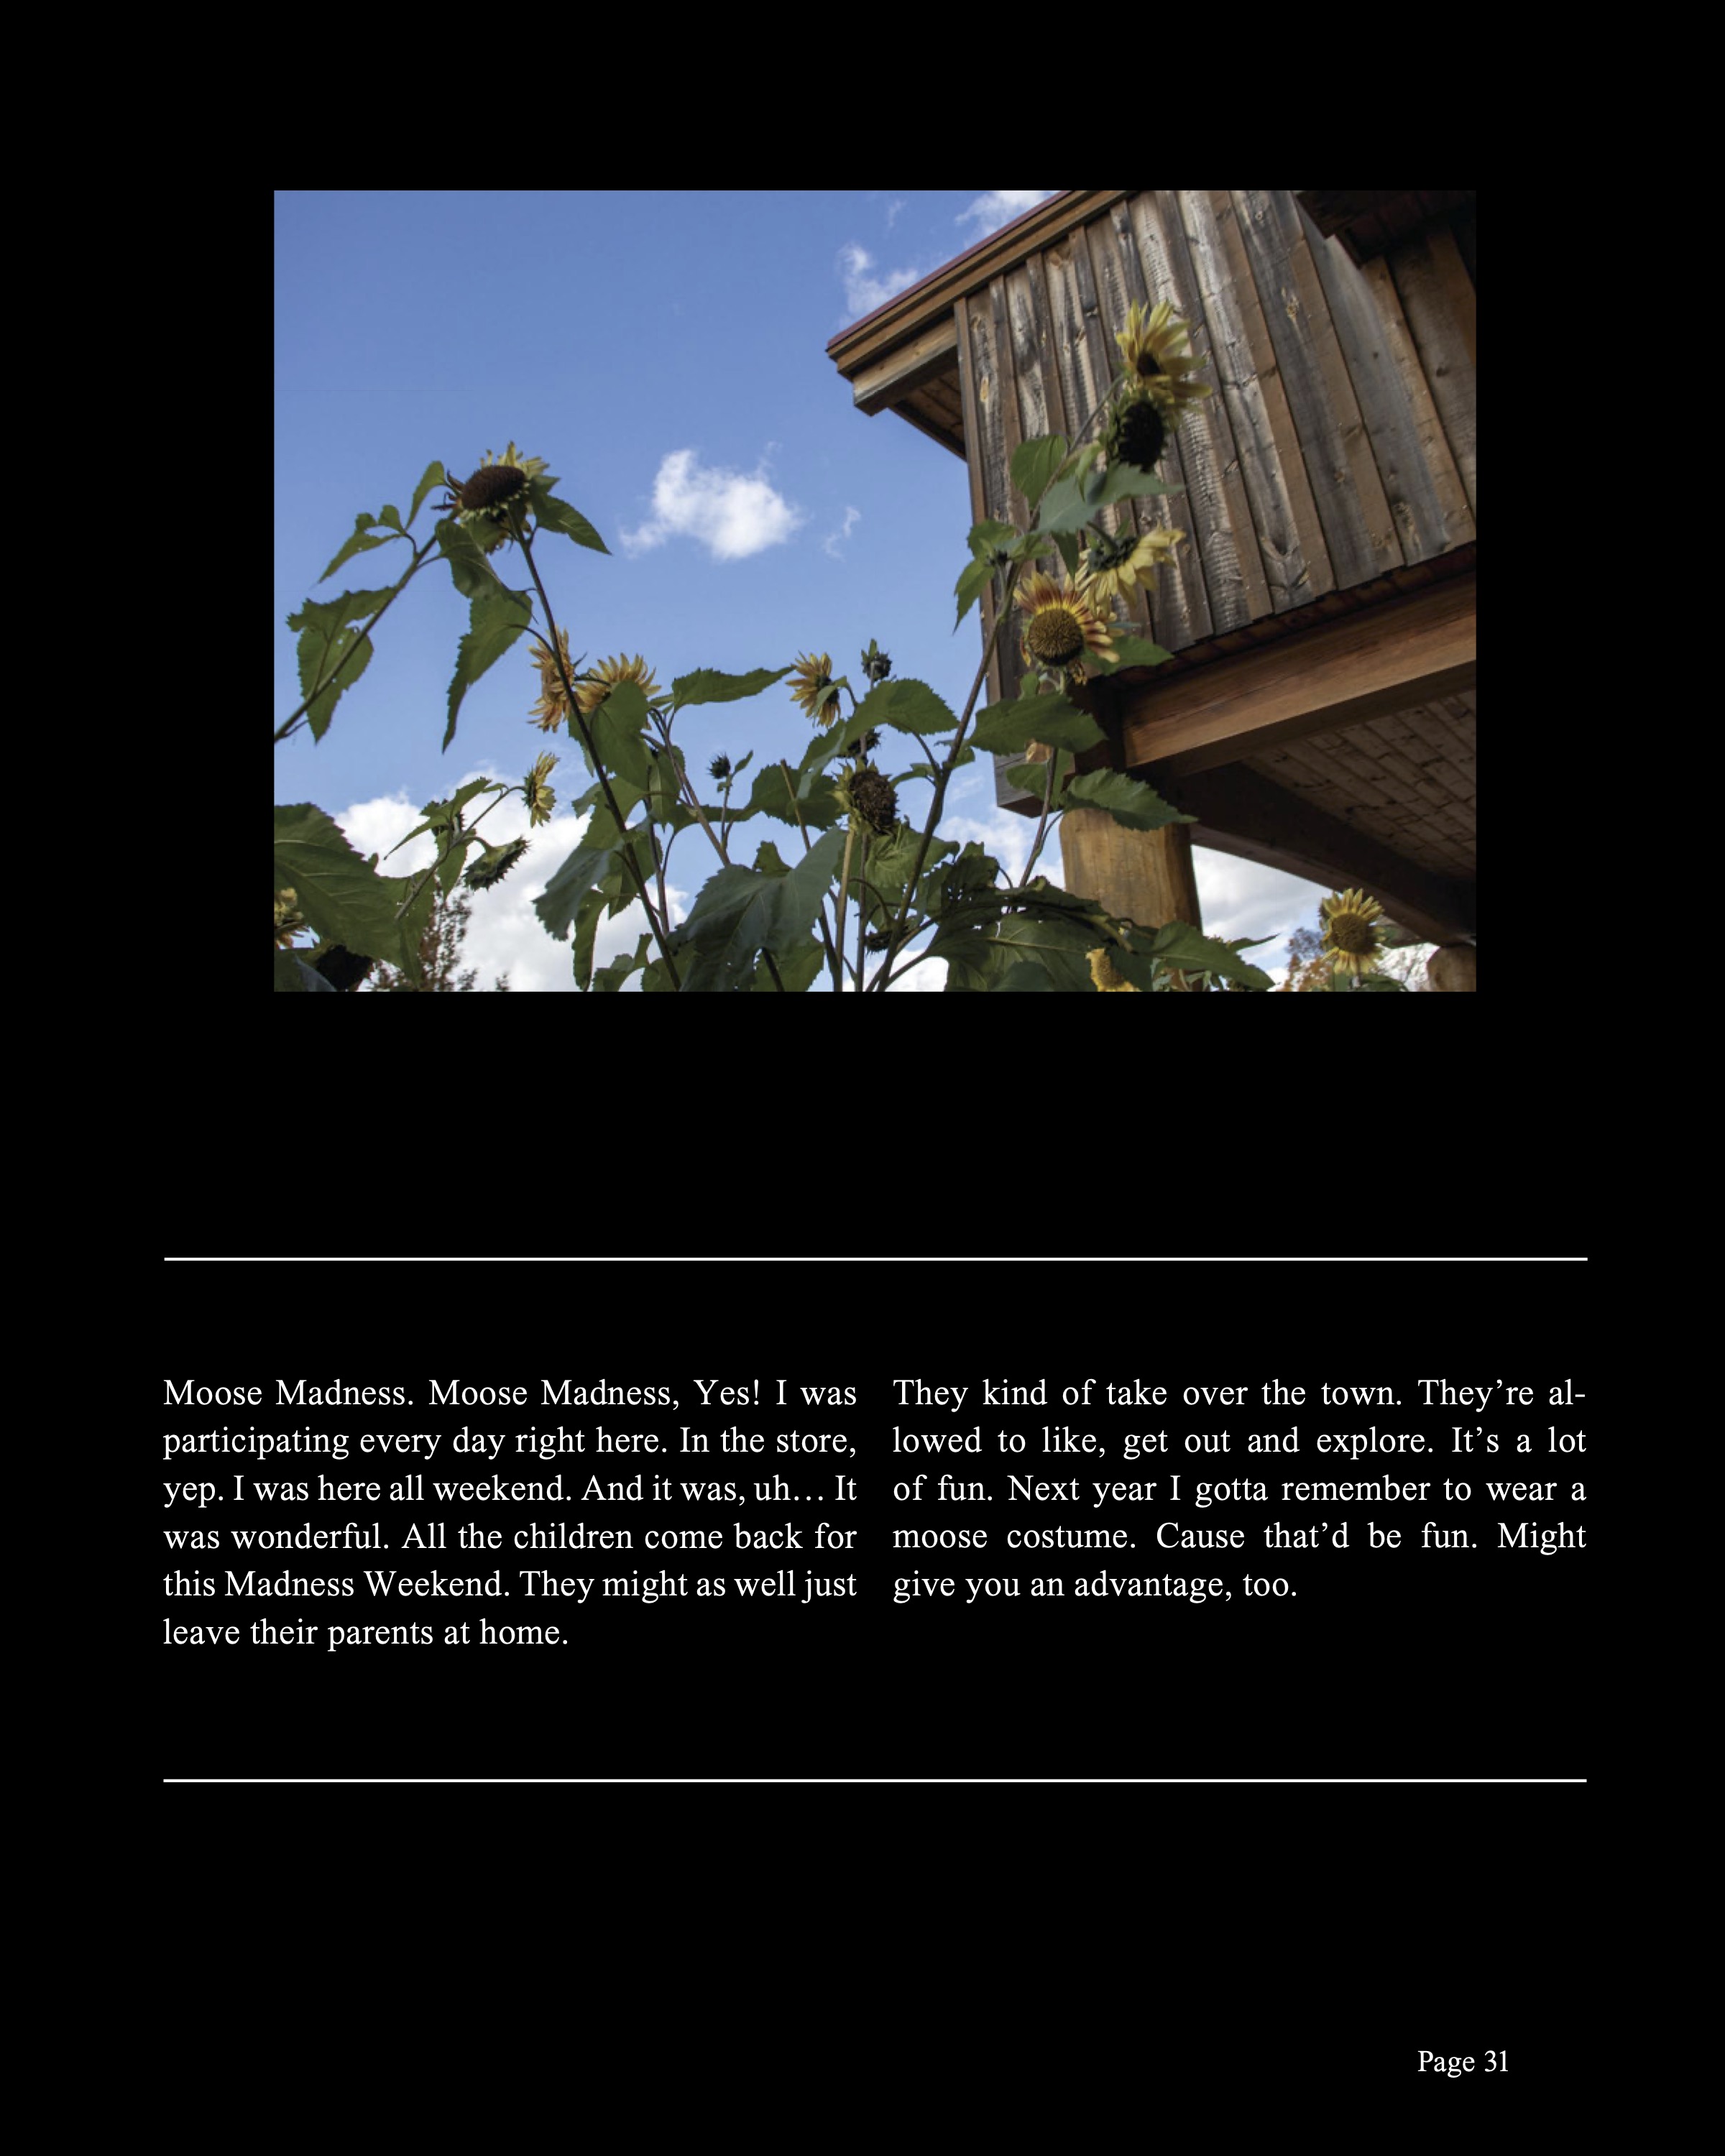 Moose Madness. Moose Madness, Yes! I was
participating every day right here. In the store,
yep. I was here all weekend. And it was, uh… It
was wonderful. All the children come back for
this Madness Weekend. They might as well just
leave their parents at home.
They kind of take over the town. They’re al-
lowed to like, get out and explore. It’s a lot
of fun. Next year I gotta remember to wear a
moose costume. Cause that’d be fun. Might
give you an advantage, too.
Page 31